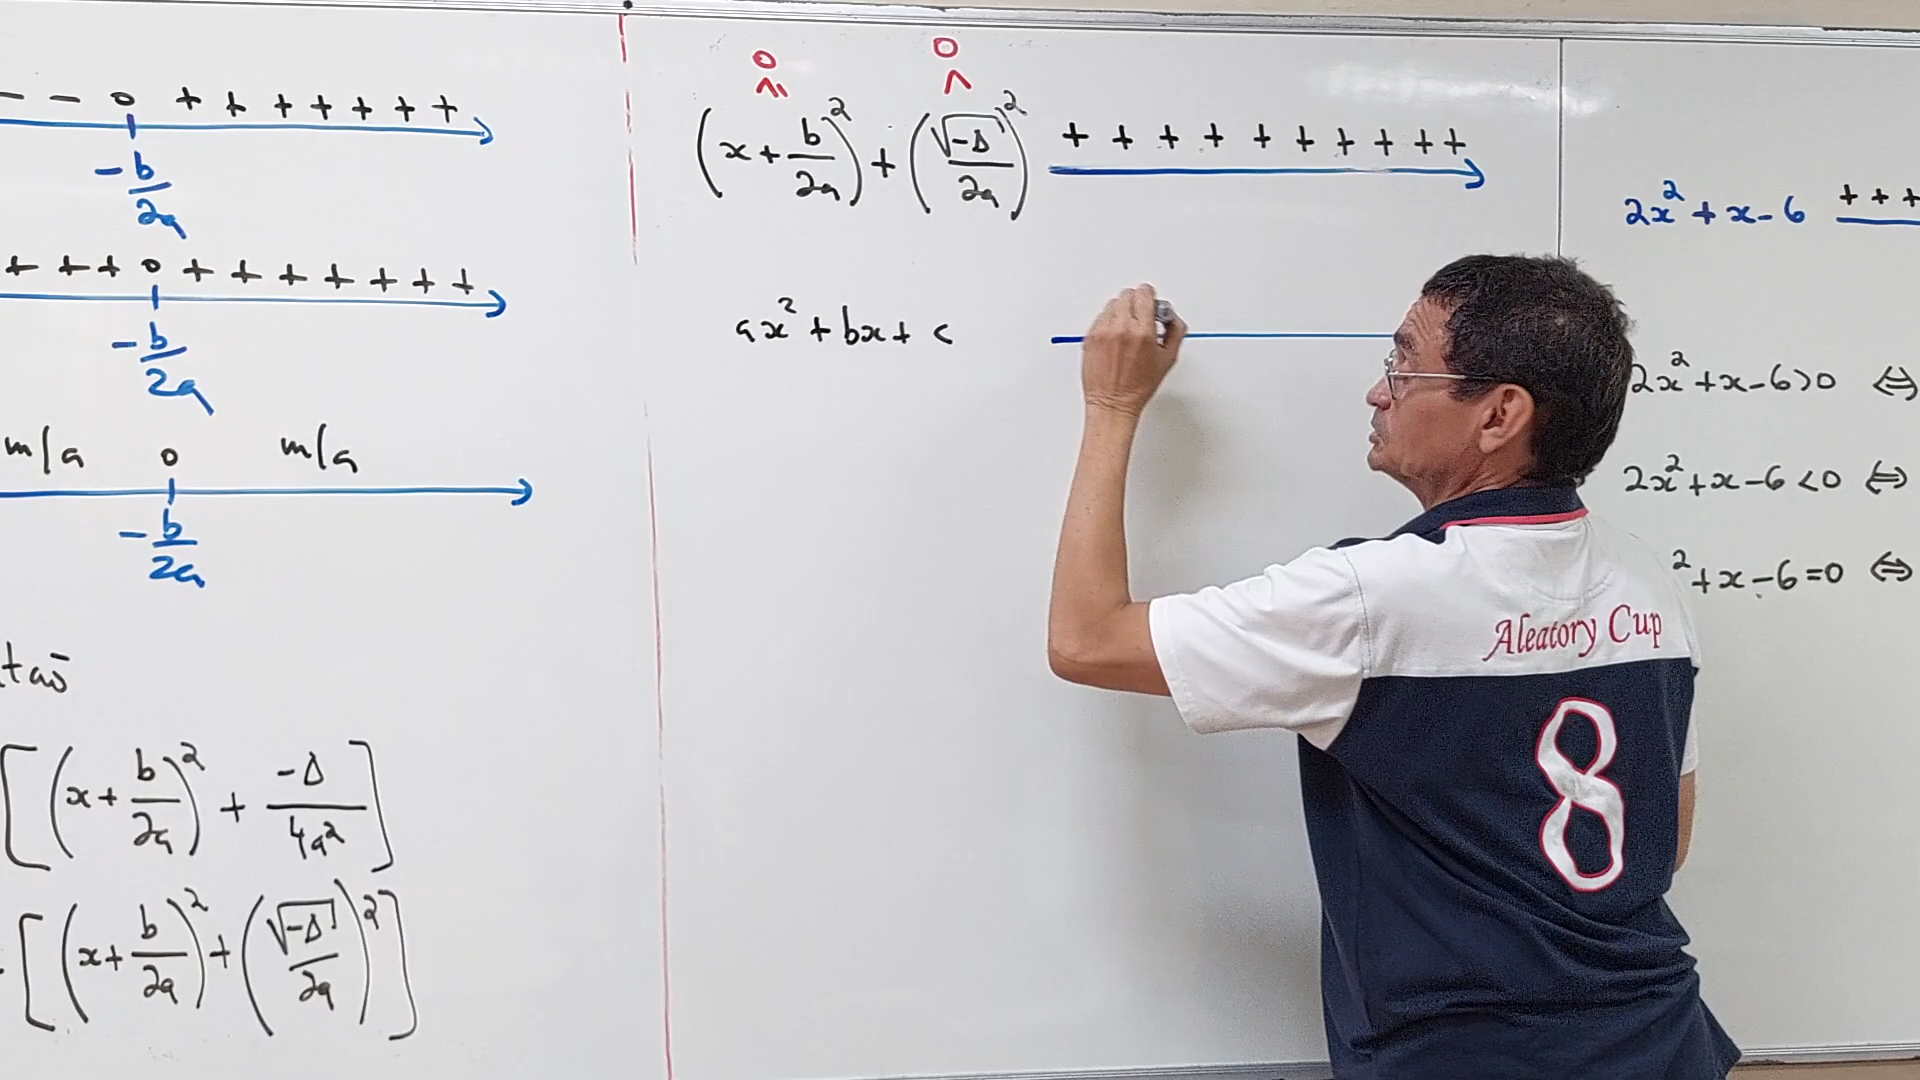 − − 0 + + + + + + +
−b/2a
+ + + 0 + + + + + + +
−b/2a
m/a 0 m/a
−b/2a
tão
[(x + b/2a)² + −Δ/4a²]
[(x + b/2a)² + (√−Δ/2a)²]
0 0
(x + b/2a)² + (√−Δ/2a)² + + + + + + + + + +
ax² + bx + c
2x² + x − 6 + + +
2x² + x − 6 > 0 ⇔
2x² + x − 6 < 0 ⇔
² + x − 6 = 0 ⇔
Aleatory Cup
8